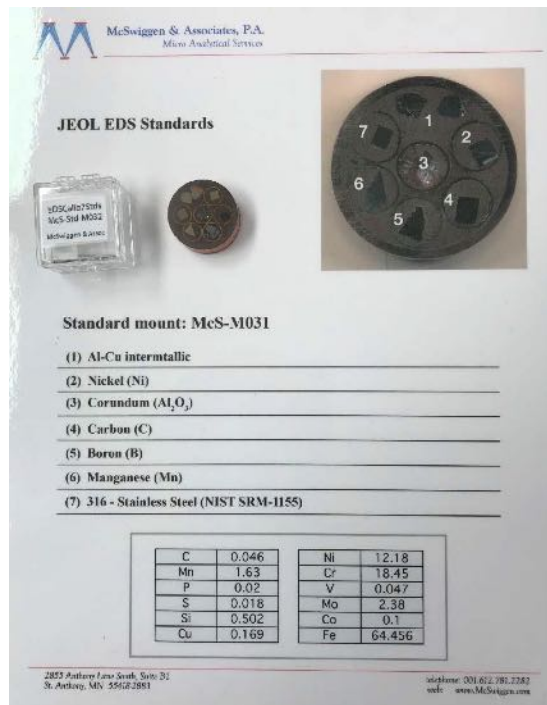 McSwiggen & Associates, P.A.
Micro Analytical Services
JEOL EDS Standards
1
7
2
3
6
4
5
EDSCalib7Stds
McS-Std-M032
McSwiggen & Assoc
Standard mount: McS-M031
(1) Al-Cu intermtallic
(2) Nickel (Ni)
(3) Corundum (Al₂O₃)
(4) Carbon (C)
(5) Boron (B)
(6) Manganese (Mn)
(7) 316 - Stainless Steel (NIST SRM-1155)
C 0.046 Ni 12.18
Mn 1.63 Cr 18.45
P 0.02 V 0.047
S 0.018 Mo 2.38
Si 0.502 Co 0.1
Cu 0.169 Fe 64.456
2855 Anthony Lane South, Suite B1
St. Anthony, MN 55418-2881
telephone: 001.612.781.2282
web: www.McSwiggen.com